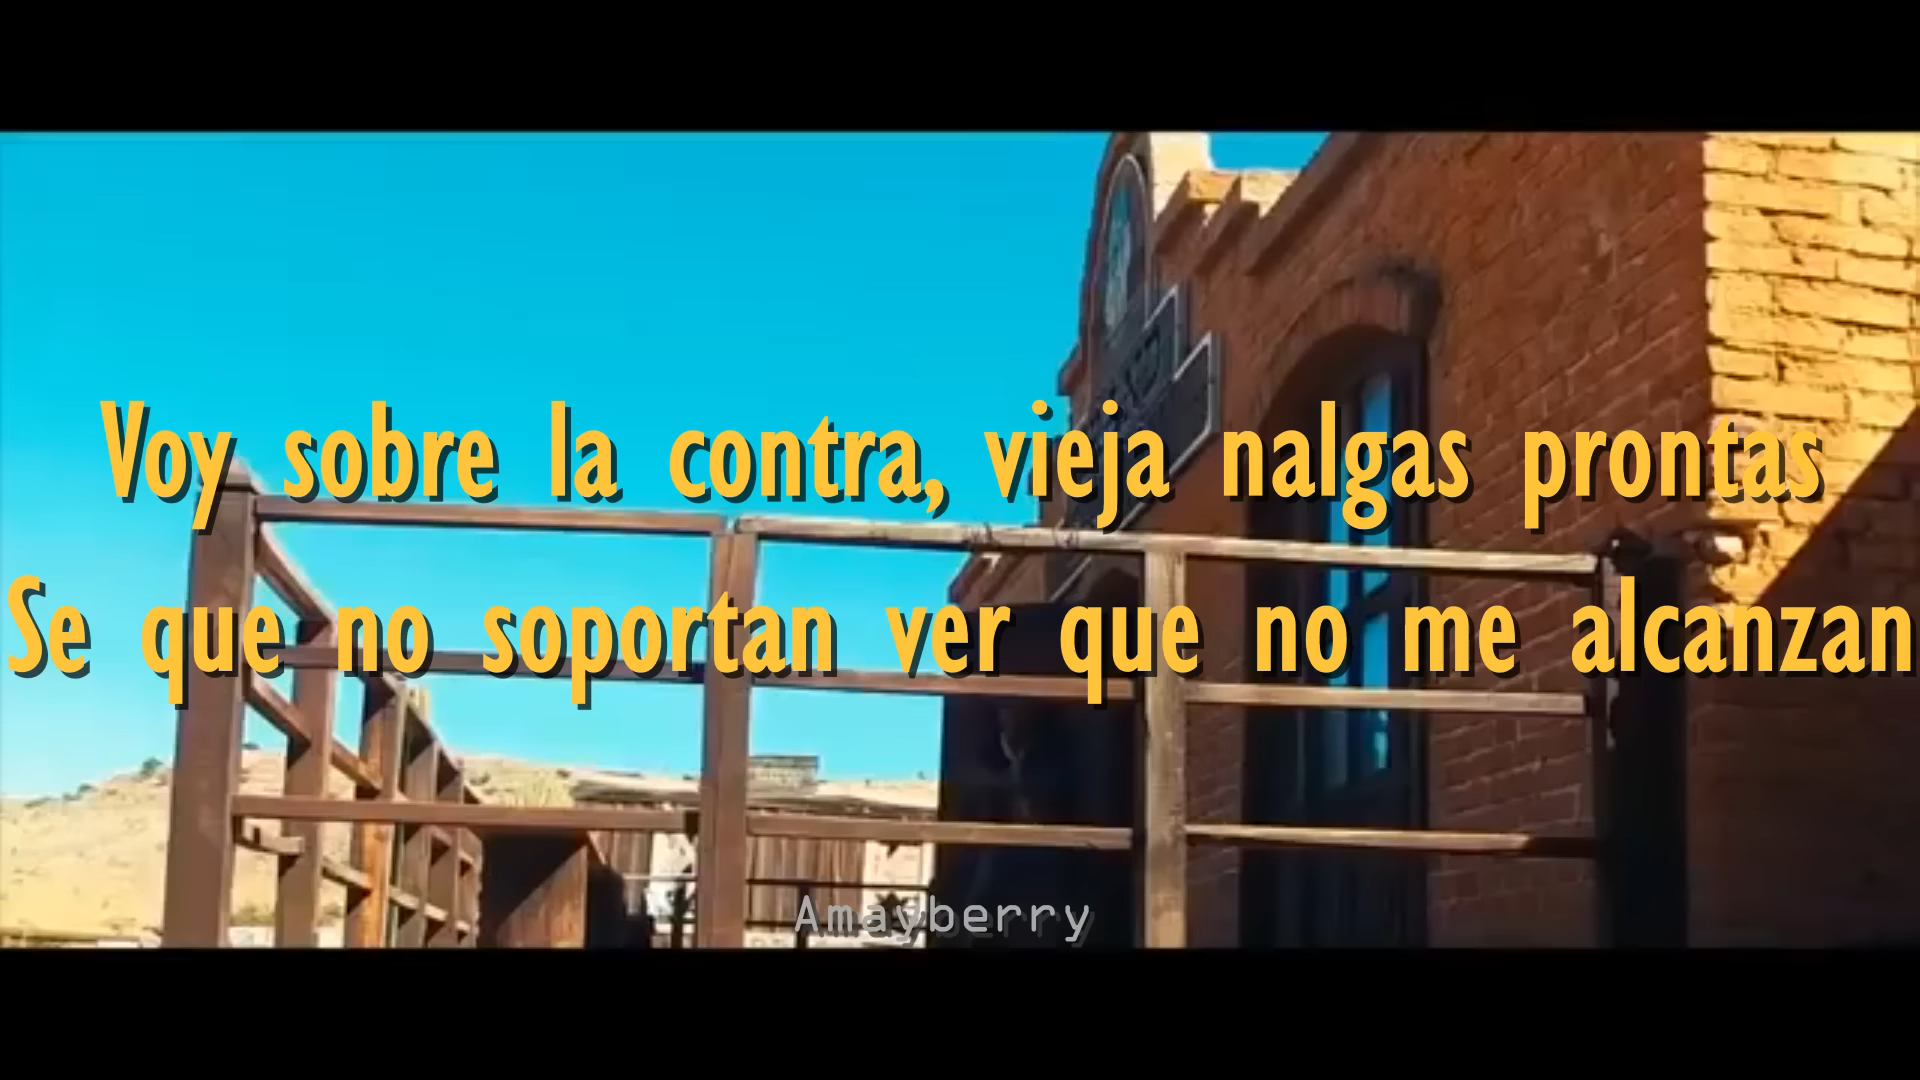 Voy sobre la contra, vieja nalgas prontas
Se que no soportan ver que no me alcanzan
Amayberry